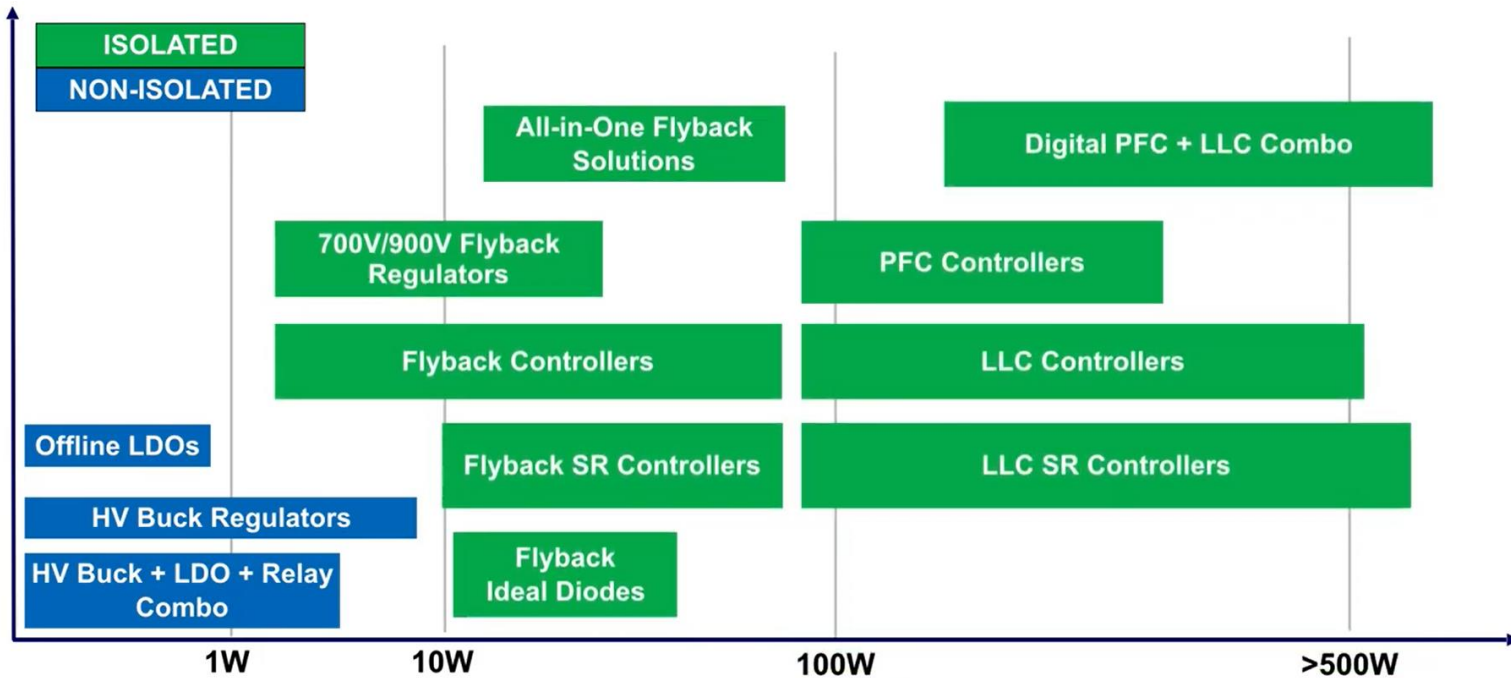 ISOLATED
NON-ISOLATED
All-in-One Flyback
Solutions
Digital PFC + LLC Combo
700V/900V Flyback
Regulators
PFC Controllers
Flyback Controllers
LLC Controllers
Offline LDOs
Flyback SR Controllers
LLC SR Controllers
HV Buck Regulators
HV Buck + LDO + Relay
Combo
Flyback
Ideal Diodes
1W
10W
100W
>500W